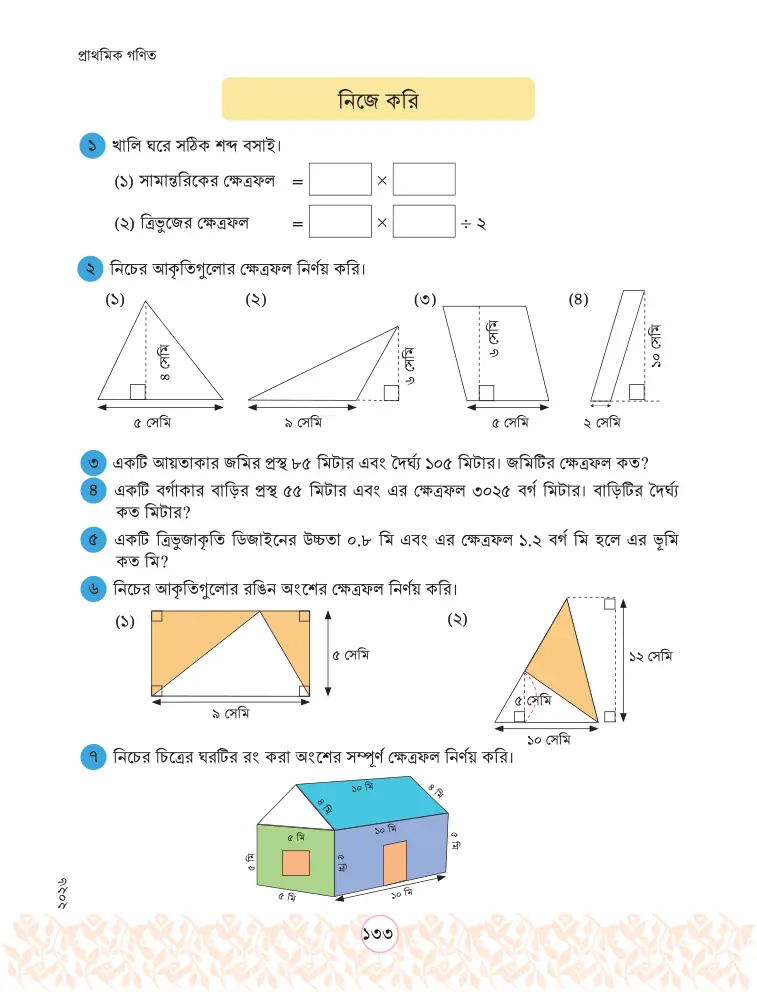 প্রাথমিক গণিত
নিজে করি
১ খালি ঘরে সঠিক শব্দ বসাই।
(১) সামান্তরিকের ক্ষেত্রফল = ×
(২) ত্রিভুজের ক্ষেত্রফল = × ÷ ২
২ নিচের আকৃতিগুলোর ক্ষেত্রফল নির্ণয় করি।
(১) (২) (৩) (৪)
৪ সেমি
৬ সেমি
৬ সেমি
১০ সেমি
৫ সেমি ৯ সেমি ৫ সেমি ২ সেমি
৩ একটি আয়তাকার জমির প্রস্থ ৮৫ মিটার এবং দৈর্ঘ্য ১০৫ মিটার। জমিটির ক্ষেত্রফল কত?
৪ একটি বর্গাকার বাড়ির প্রস্থ ৫৫ মিটার এবং এর ক্ষেত্রফল ৩০২৫ বর্গ মিটার। বাড়িটির দৈর্ঘ্য
কত মিটার?
৫ একটি ত্রিভুজাকৃতি ডিজাইনের উচ্চতা ০.৮ মি এবং এর ক্ষেত্রফল ১.২ বর্গ মি হলে এর ভূমি
কত মি?
৬ নিচের আকৃতিগুলোর রঙিন অংশের ক্ষেত্রফল নির্ণয় করি।
(১) (২)
৫ সেমি
৯ সেমি
১২ সেমি
৫ সেমি
১০ সেমি
৭ নিচের চিত্রের ঘরটির রং করা অংশের সম্পূর্ণ ক্ষেত্রফল নির্ণয় করি।
১০ মি
৪ মি
৪ মি
৫ মি
১০ মি
৫ মি
৫ মি
৫ মি
৫ মি
১০ মি
২০২৬
১৩৩